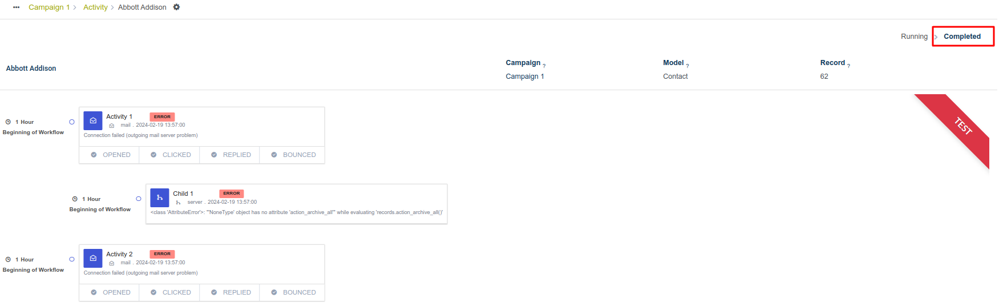 Campaign 1 > Activity > Abbott Addison
Running > Completed
Abbott Addison
Campaign ?
Campaign 1
Model ?
Contact
Record ?
62
TEST
1 Hour
Beginning of Workflow
Activity 1 ERROR
mail . 2024-02-19 13:57:00
Connection failed (outgoing mail server problem)
OPENED CLICKED REPLIED BOUNCED
1 Hour
Beginning of Workflow
Child 1 ERROR
server . 2024-02-19 13:57:00
<class 'AttributeError'>: "'NoneType' object has no attribute 'action_archive_all'" while evaluating 'records.action_archive_all()'
1 Hour
Beginning of Workflow
Activity 2 ERROR
mail . 2024-02-19 13:57:00
Connection failed (outgoing mail server problem)
OPENED CLICKED REPLIED BOUNCED